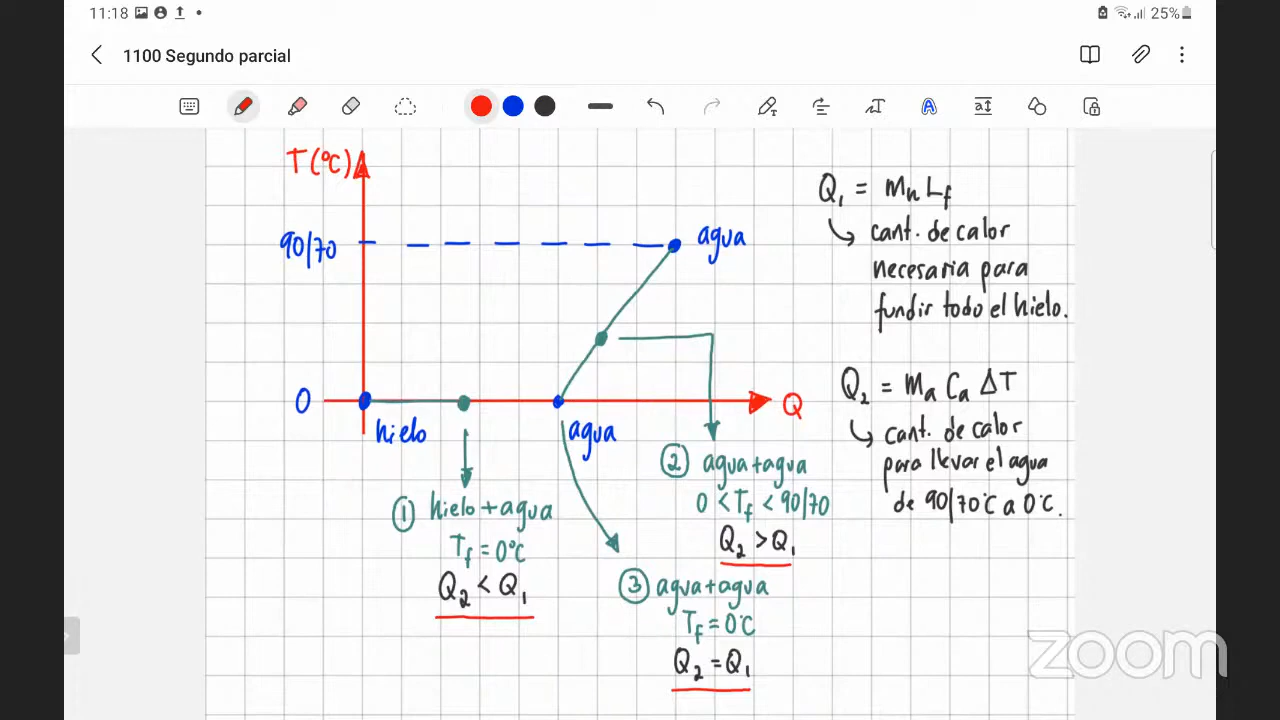 11:18
25%
1100 Segundo parcial
T(°C)
90/70
agua
0
hielo
agua
Q
① hielo + agua
T_f = 0°C
Q₂ < Q₁
② agua + agua
0 < T_f < 90/70
Q₂ > Q₁
③ agua + agua
T_f = 0°C
Q₂ = Q₁
Q₁ = m_h L_f
cant. de calor
necesaria para
fundir todo el hielo.
Q₂ = m_a C_a ΔT
cant. de calor
para llevar el agua
de 90/70°C a 0°C.
zoom